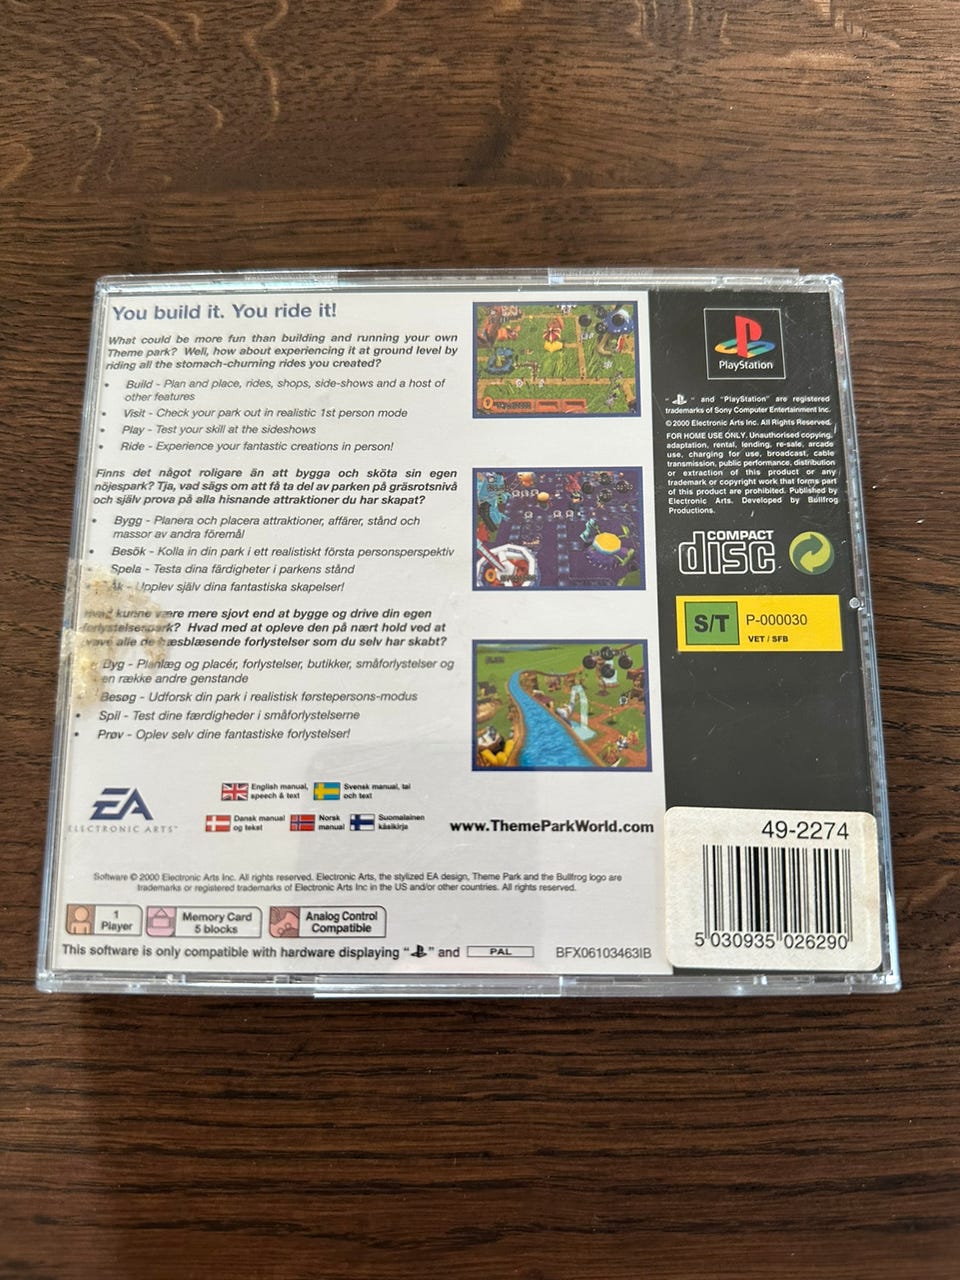 You build it. You ride it!
What could be more fun than building and running your own
Theme park? Well, how about experiencing it at ground level by
riding all the stomach-churning rides you created?
• Build - Plan and place, rides, shops, side-shows and a host of
other features
• Visit - Check your park out in realistic 1st person mode
• Play - Test your skill at the sideshows
• Ride - Experience your fantastic creations in person!
Finns det något roligare än att bygga och sköta sin egen
nöjespark? Tja, vad sägs om att få ta del av parken på gräsrotsnivå
och själv prova på alla hisnande attraktioner du har skapat?
• Bygg - Planera och placera attraktioner, affärer, stånd och
massor av andra föremål
• Besök - Kolla in din park i ett realistiskt första personsperspektiv
• Spela - Testa dina färdigheter i parkens stånd
Åk - Upplev själv dina fantastiska skapelser!
Hvad kunne være mere sjovt end at bygge og drive din egen
forlystelsespark? Hvad med at opleve den på nært hold ved at
prøve alle de hæsblæsende forlystelser som du selv har skabt?
• Byg - Planlæg og placér, forlystelser, butikker, småforlystelser og
en række andre genstande
Besøg - Udforsk din park i realistisk førstepersons-modus
• Spil - Test dine færdigheder i småforlystelserne
• Prøv - Oplev selv dine fantastiske forlystelser!
EA
ELECTRONIC ARTS™
English manual,
speech & text
Svensk manual, tal
och text
Dansk manual
og tekst
Norsk
manual
Suomalainen
käsikirja
www.ThemeParkWorld.com
Software © 2000 Electronic Arts Inc. All rights reserved. Electronic Arts, the stylized EA design, Theme Park and the Bullfrog logo are
trademarks or registered trademarks of Electronic Arts Inc in the US and/or other countries. All rights reserved.
1
Player
Memory Card
5 blocks
Analog Control
Compatible
This software is only compatible with hardware displaying " " and PAL
BFX06103463IB
PlayStation
" " and "PlayStation" are registered
trademarks of Sony Computer Entertainment Inc.
© 2000 Electronic Arts Inc. All Rights Reserved.
FOR HOME USE ONLY. Unauthorised copying,
adaptation, rental, lending, re-sale, arcade
use, charging for use, broadcast, cable
transmission, public performance, distribution
or extraction of this product or any
trademark or copyright work that forms part
of this product are prohibited. Published by
Electronic Arts. Developed by Bullfrog
Productions.
COMPACT
disc
S/T
P-000030
VET / SFB
49-2274
5 030935 026290